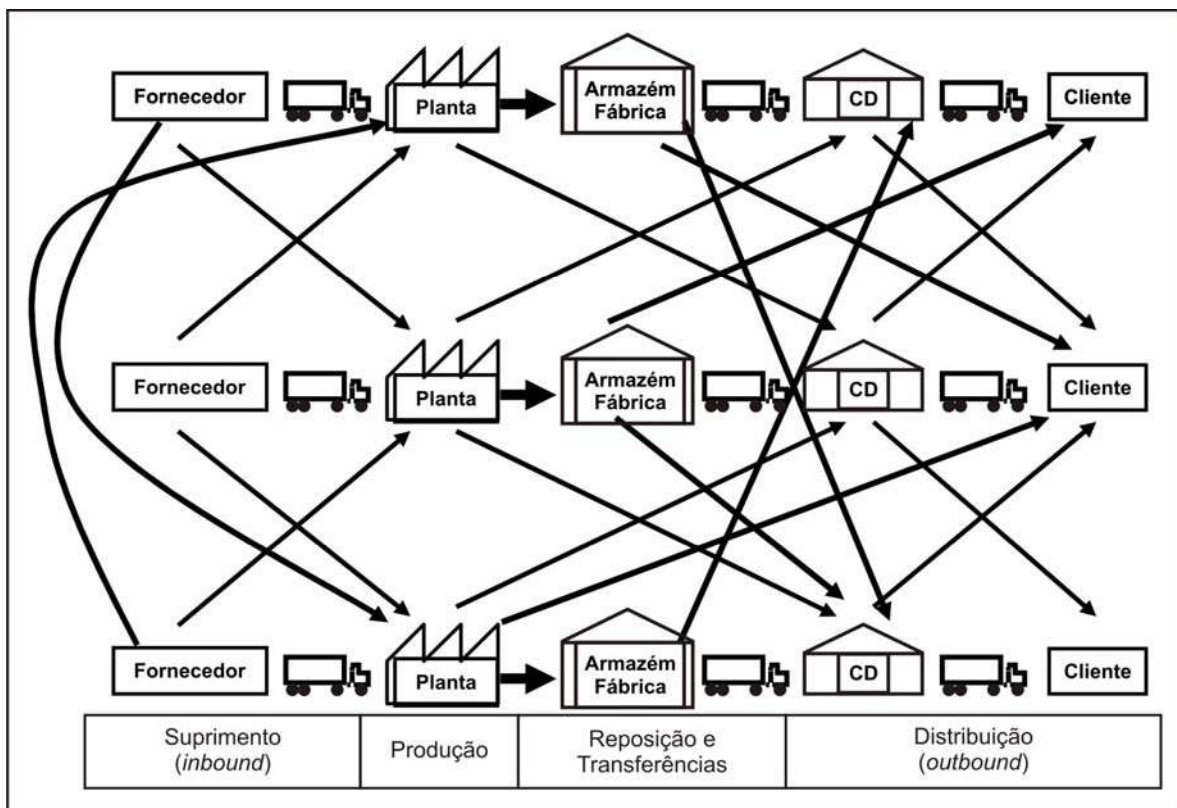 Fornecedor
Planta
Armazém
Fábrica
CD
Cliente
Fornecedor
Planta
Armazém
Fábrica
CD
Cliente
Fornecedor
Planta
Armazém
Fábrica
CD
Cliente
Suprimento
(inbound)
Produção
Reposição e
Transferências
Distribuição
(outbound)